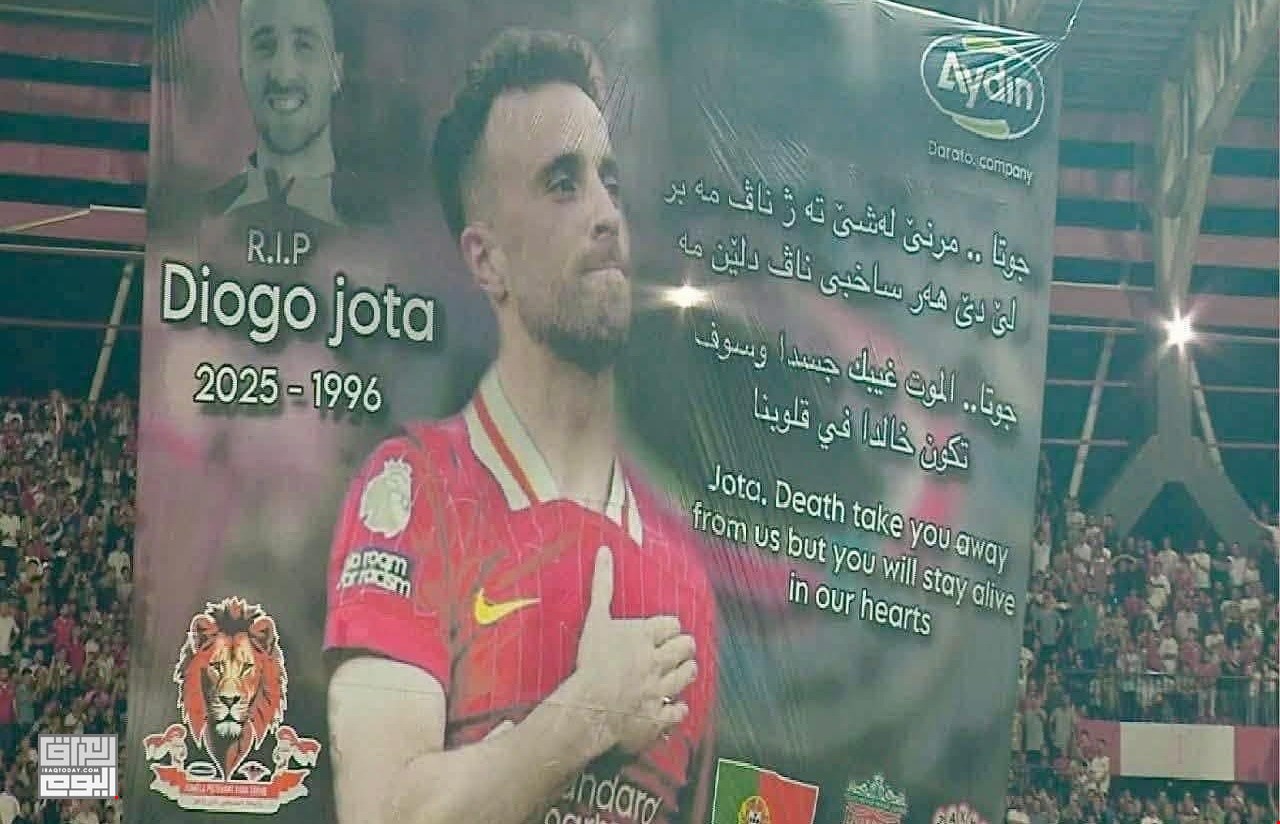 Aydin
Darato. company
R.I.P
Diogo jota
2025 - 1996
جوتا .. مرنێ لەشێ تە ژ ناڤ مە بر
لێ دێ هەر ساخبی ناڤ دلێن مە
جوتا.. الموت غيبك جسدا وسوف
تكون خالدا في قلوبنا
Jota. Death take you away
from us but you will stay alive
in our hearts
no room
for racism
العراق
IRAQTODAY.COM
اليوم